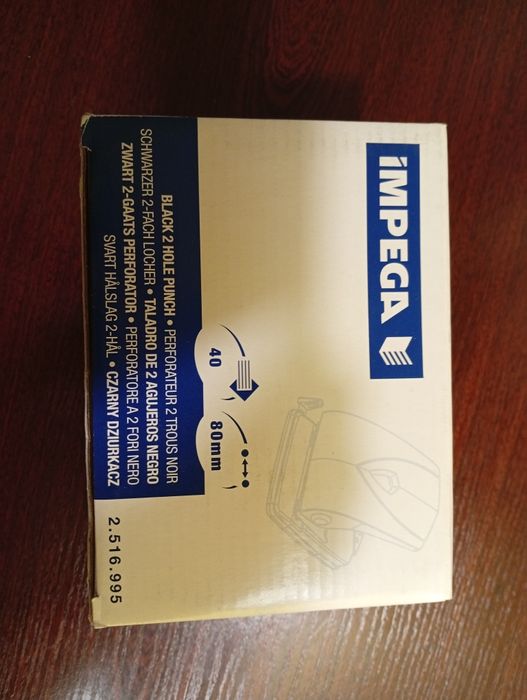 İMPEGA
40
80mm
BLACK 2 HOLE PUNCH • PERFORATEUR 2 TROUS NOIR
SCHWARZER 2-FACH LOCHER • TALADRO DE 2 AGUJEROS NEGRO
ZWART 2-GAATS PERFORATOR • PERFORATORE A 2 FORI NERO
SVART HÅLSLAG 2-HÅL • CZARNY DZIURKACZ
2.516.995